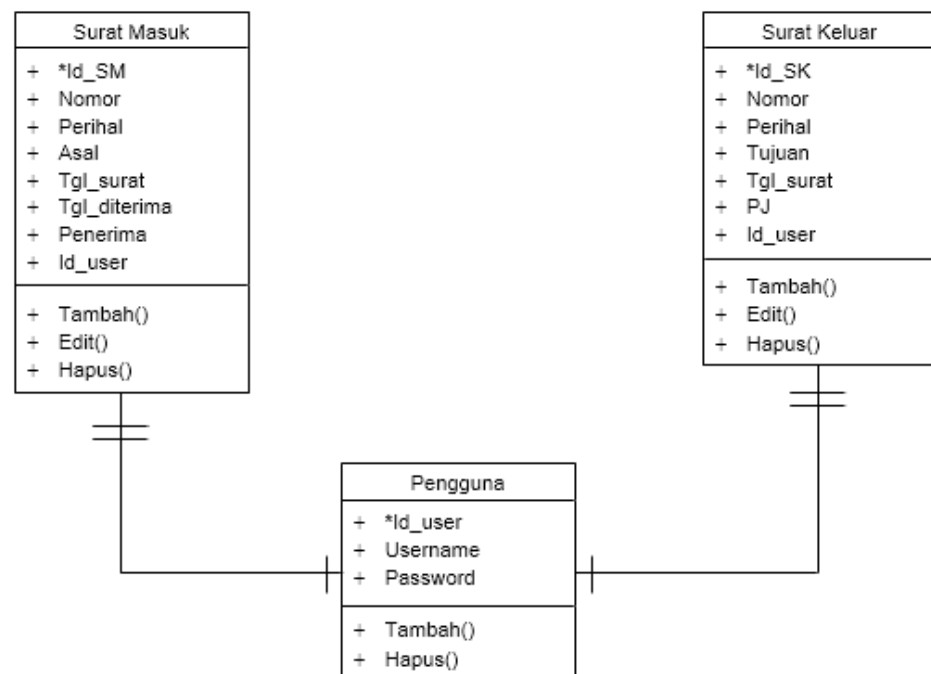 Surat Masuk
+ *Id_SM
+ Nomor
+ Perihal
+ Asal
+ Tgl_surat
+ Tgl_diterima
+ Penerima
+ Id_user
+ Tambah()
+ Edit()
+ Hapus()
Surat Keluar
+ *Id_SK
+ Nomor
+ Perihal
+ Tujuan
+ Tgl_surat
+ PJ
+ Id_user
+ Tambah()
+ Edit()
+ Hapus()
Pengguna
+ *Id_user
+ Username
+ Password
+ Tambah()
+ Hapus()